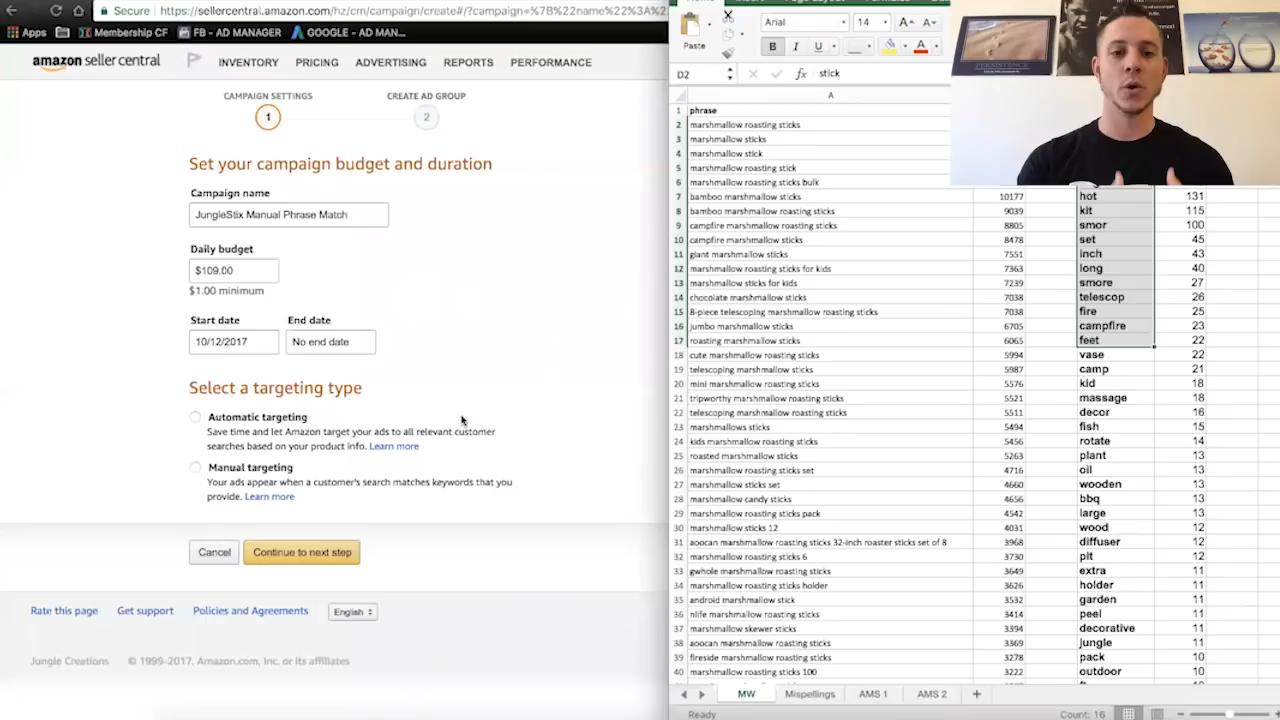 Secure
https://sellercentral.amazon.com/hz/cm/campaign/create#/?campaign=%7B%22name%22%3A%2
Apps
Membership CF
FB - AD MANAGER
GOOGLE - AD MAN...
amazon seller central
PRICING
ADVERTISING
REPORTS
PERFORMANCE
CAMPAIGN SETTINGS
CREATE AD GROUP
1
2
Set your campaign budget and duration
Campaign name
JungleStix Manual Phrase Match
Daily budget
$109.00
$1.00 minimum
Start date
End date
10/12/2017
No end date
Select a targeting type
Automatic targeting
Save time and let Amazon target your ads to all relevant customer
searches based on your product info. Learn more
Manual targeting
Your ads appear when a customer's search matches keywords that you
provide. Learn more
Cancel
Continue to next step
Rate this page
Get support
Policies and Agreements
English
Jungle Creations
© 1999-2017, Amazon.com, Inc. or its affiliates
Paste
Arial
14
A
A
B
I
U
A
D2
fx
stick
A
1 phrase
2 marshmallow roasting sticks
3 marshmallow sticks
4 marshmallow stick
5 marshmallow roasting stick
6 marshmallow roasting sticks bulk
7 bamboo marshmallow sticks 10177 hot 131
8 bamboo marshmallow roasting sticks 9039 kit 115
9 campfire marshmallow roasting sticks 8805 smor 100
10 campfire marshmallow sticks 8478 set 45
11 giant marshmallow sticks 7551 inch 43
12 marshmallow roasting sticks for kids 7363 long 40
13 marshmallow sticks for kids 7239 smore 27
14 chocolate marshmallow sticks 7038 telescop 26
15 8-piece telescoping marshmallow roasting sticks 7038 fire 25
16 jumbo marshmallow sticks 6705 campfire 23
17 roasting marshmallow sticks 6065 feet 22
18 cute marshmallow roasting sticks 5994 vase 22
19 telescoping marshmallow sticks 5987 camp 21
20 mini marshmallow roasting sticks 5576 kid 18
21 tripworthy marshmallow roasting sticks 5521 massage 18
22 telescoping marshmallow roasting sticks 5511 decor 16
23 marshmallows sticks 5494 fish 15
24 kids marshmallow roasting sticks 5456 rotate 14
25 roasted marshmallow sticks 5263 plant 13
26 marshmallow roasting sticks set 4716 oil 13
27 marshmallow sticks set 4660 wooden 13
28 marshmallow candy sticks 4656 bbq 13
29 marshmallow roasting sticks pack 4542 large 13
30 marshmallow sticks 12 4031 wood 12
31 aoocan marshmallow roasting sticks 32-inch roaster sticks set of 8 3968 diffuser 12
32 marshmallow roasting sticks 6 3730 pit 12
33 gwhole marshmallow roasting sticks 3649 extra 11
34 marshmallow roasting sticks holder 3626 holder 11
35 android marshmallow stick 3532 garden 11
36 nlife marshmallow roasting sticks 3414 peel 11
37 marshmallow skewer sticks 3394 decorative 11
38 aoocan marshmallow roasting sticks 3369 jungle 11
39 fireside marshmallow roasting sticks 3278 pack 10
40 marshmallow roasting sticks 100 3222 outdoor 10
MW
Mispellings
AMS 1
AMS 2
Ready
Count: 16
PERSISTENCE